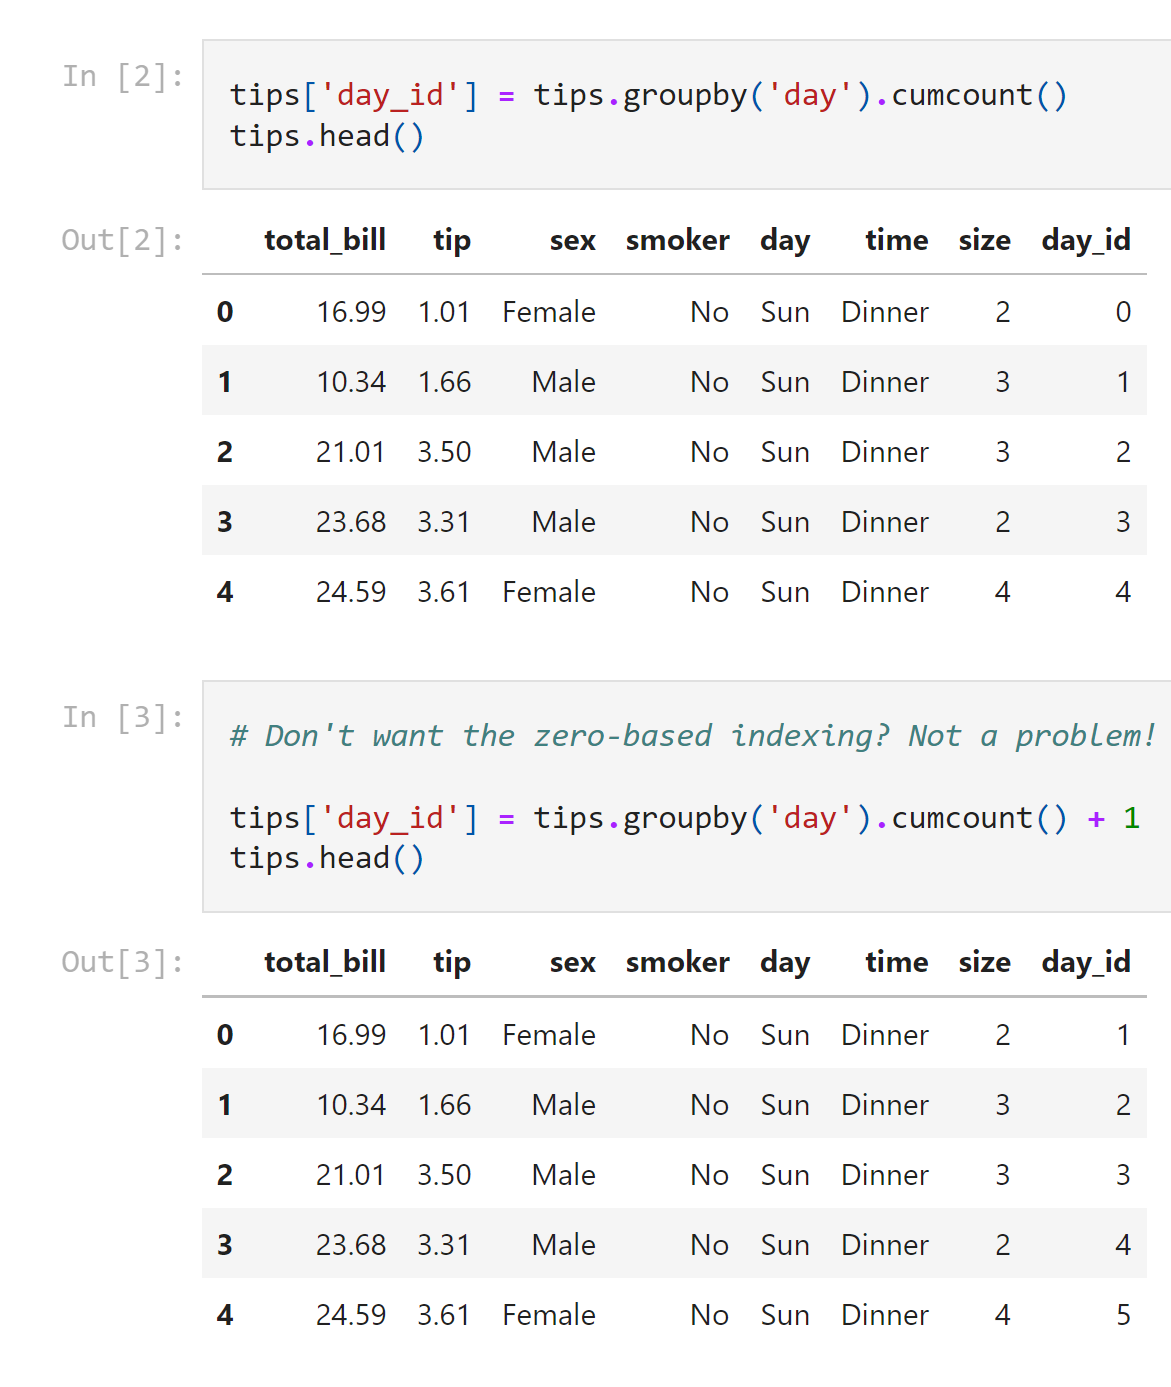 In [2]:
tips['day_id'] = tips.groupby('day').cumcount()
tips.head()
Out[2]:
total_bill tip sex smoker day time size day_id
0 16.99 1.01 Female No Sun Dinner 2 0
1 10.34 1.66 Male No Sun Dinner 3 1
2 21.01 3.50 Male No Sun Dinner 3 2
3 23.68 3.31 Male No Sun Dinner 2 3
4 24.59 3.61 Female No Sun Dinner 4 4
In [3]:
# Don't want the zero-based indexing? Not a problem!
tips['day_id'] = tips.groupby('day').cumcount() + 1
tips.head()
Out[3]:
total_bill tip sex smoker day time size day_id
0 16.99 1.01 Female No Sun Dinner 2 1
1 10.34 1.66 Male No Sun Dinner 3 2
2 21.01 3.50 Male No Sun Dinner 3 3
3 23.68 3.31 Male No Sun Dinner 2 4
4 24.59 3.61 Female No Sun Dinner 4 5